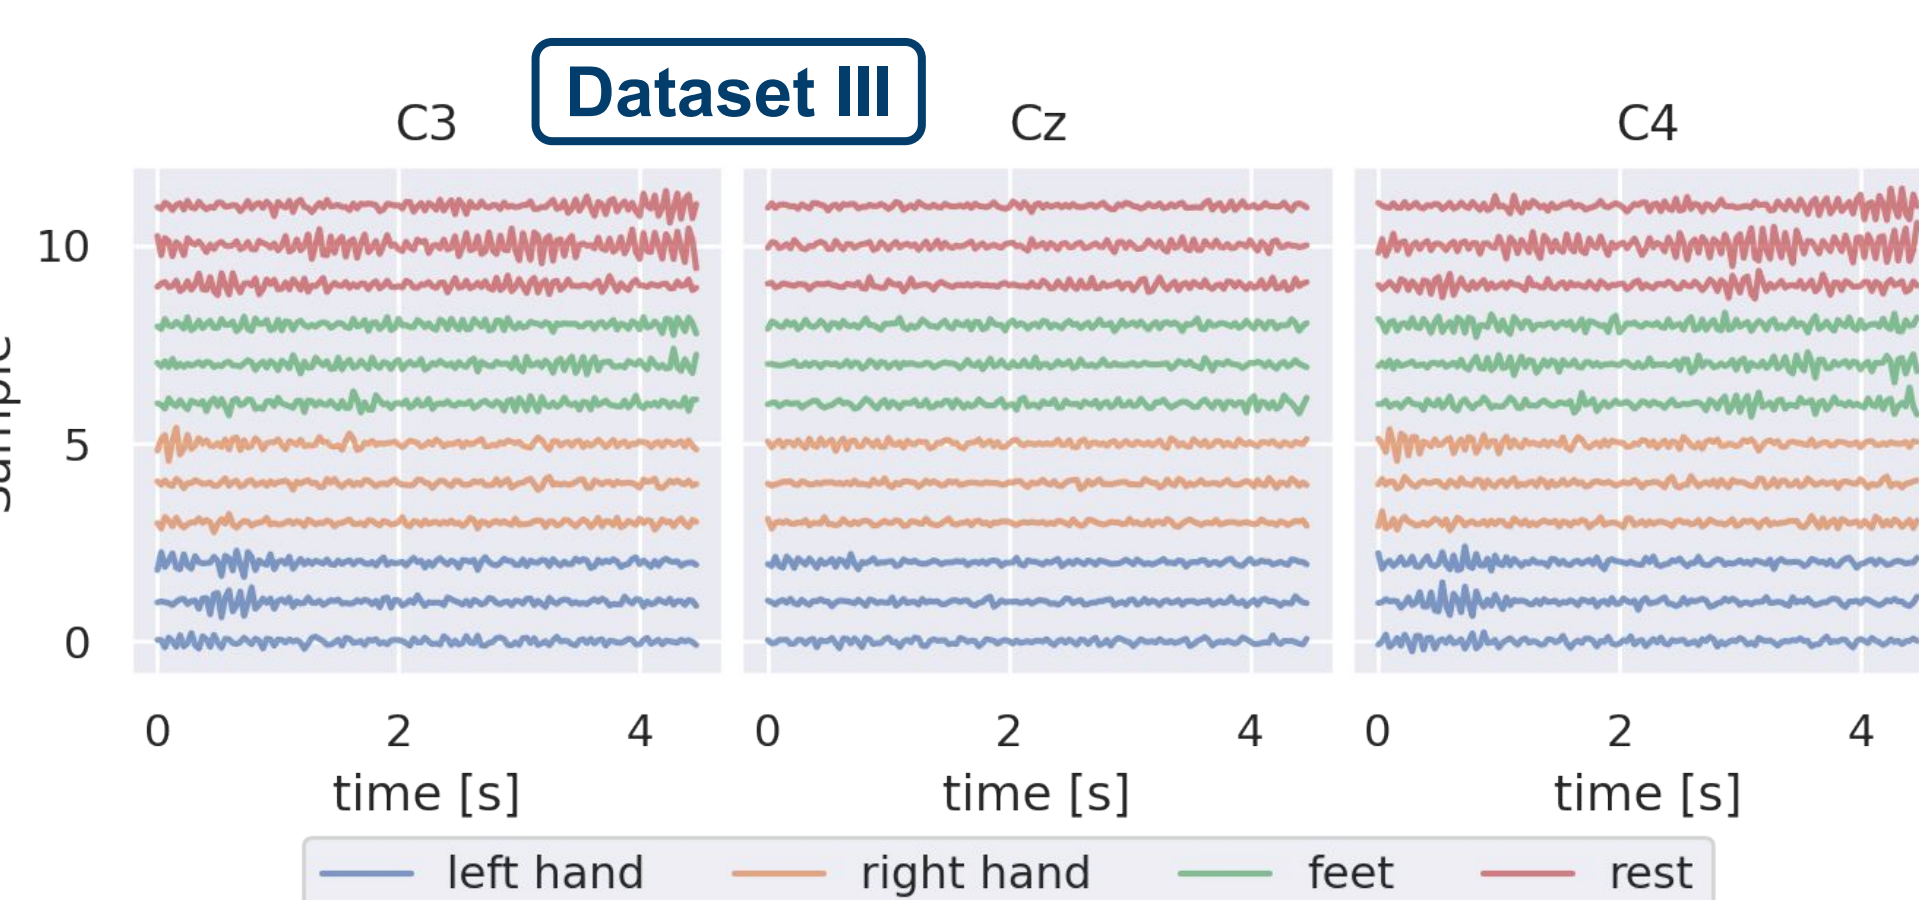 Dataset III
C3 Cz C4
10
5
0
sample
0 2 4 0 2 4 0 2 4
time [s] time [s] time [s]
left hand right hand feet rest